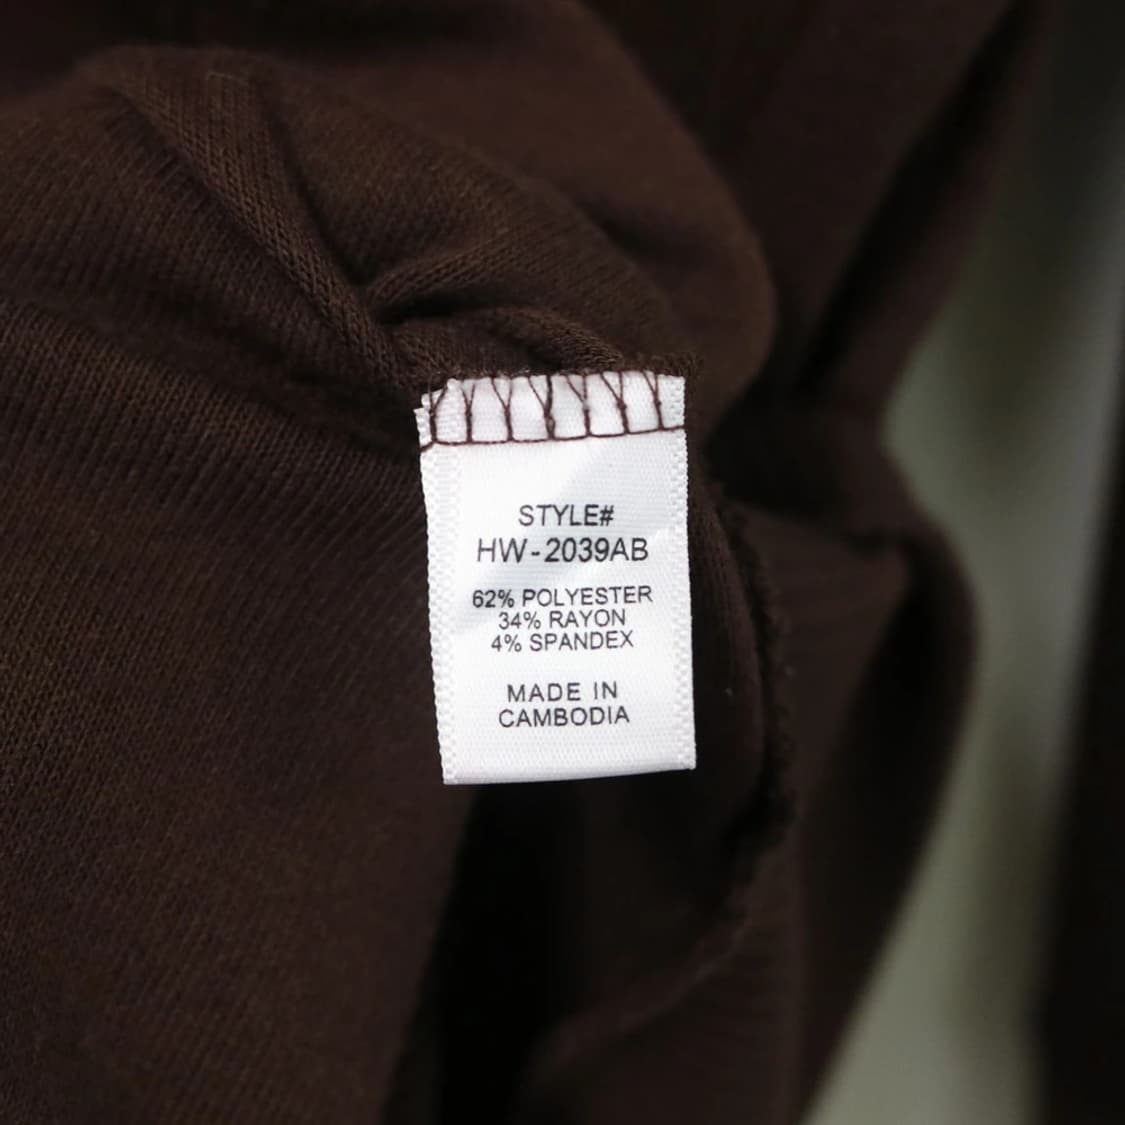 STYLE#
HW-2039AB
62% POLYESTER
34% RAYON
4% SPANDEX
MADE IN
CAMBODIA